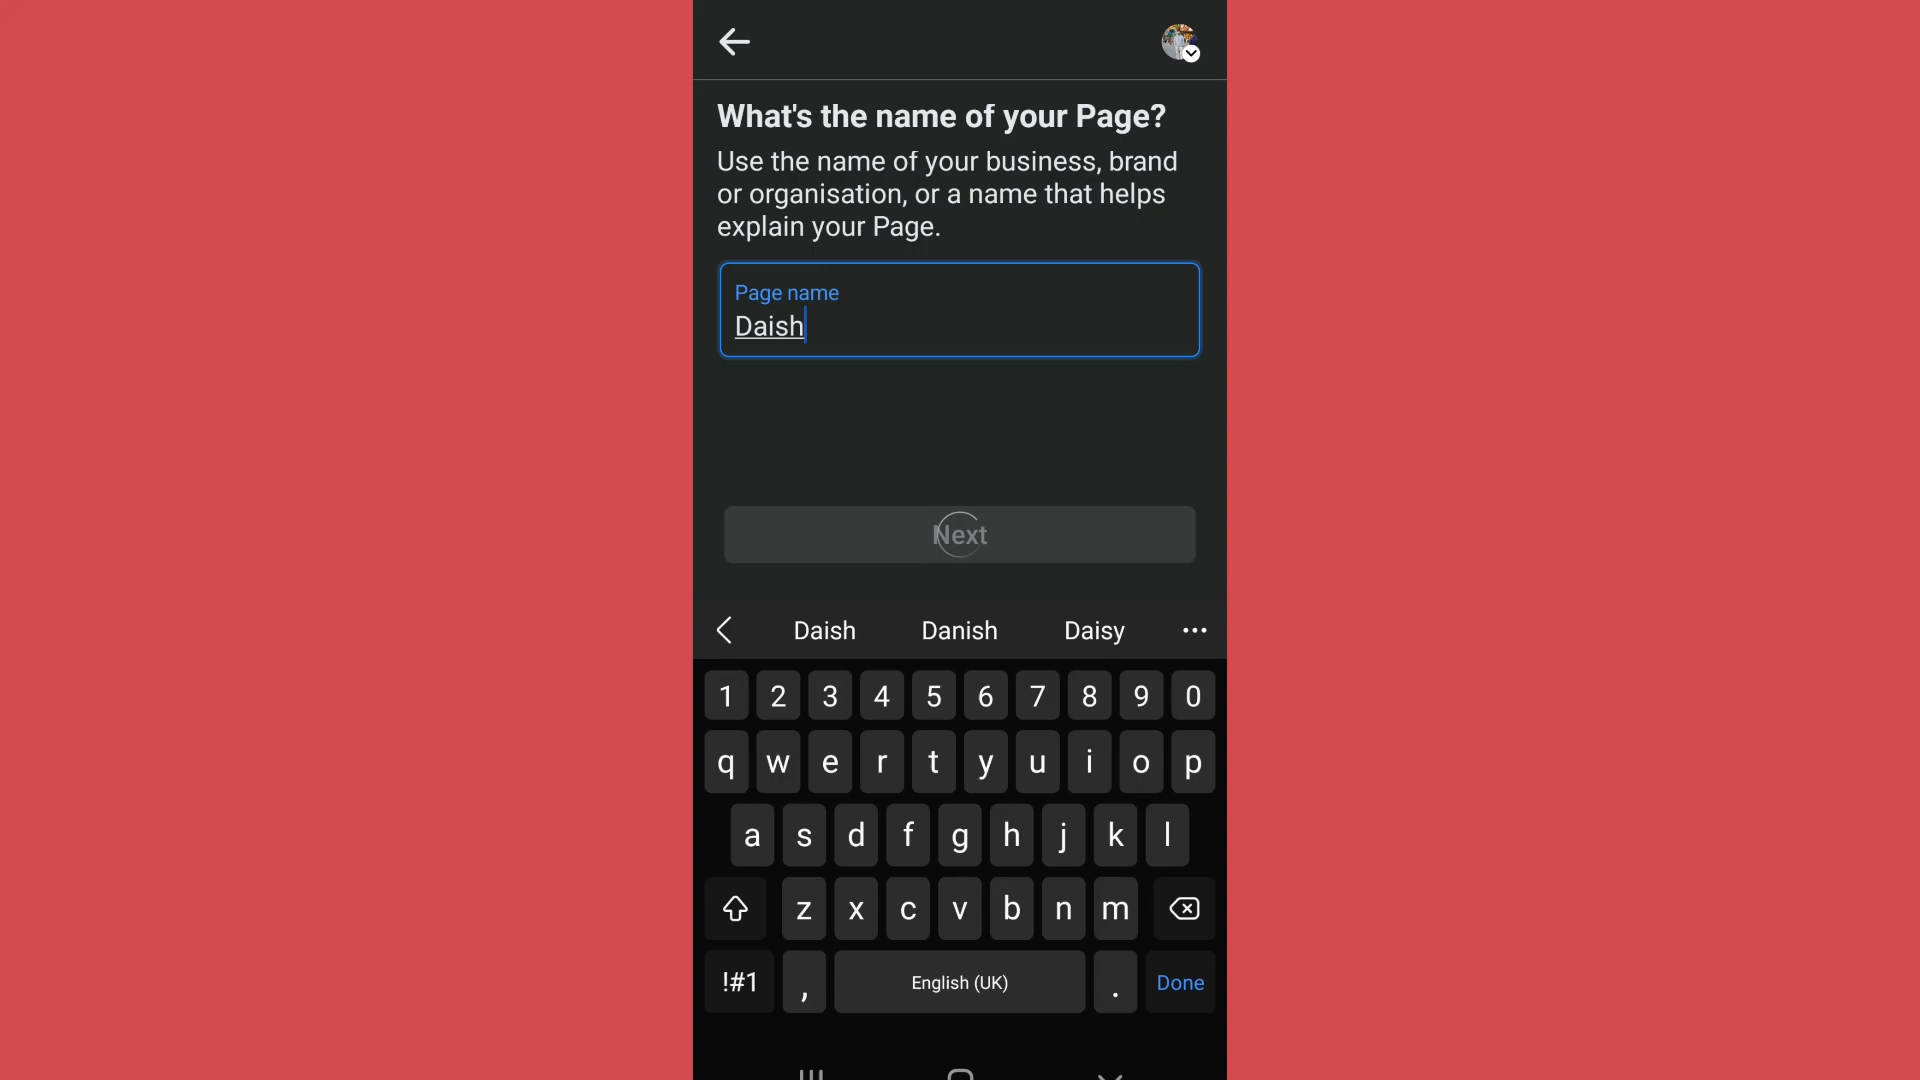 What's the name of your Page?
Use the name of your business, brand
or organisation, or a name that helps
explain your Page.
Page name
Daish
Next
Daish Danish Daisy
1 2 3 4 5 6 7 8 9 0
q w e r t y u i o p
a s d f g h j k l
z x c v b n m
!#1 , English (UK) . Done